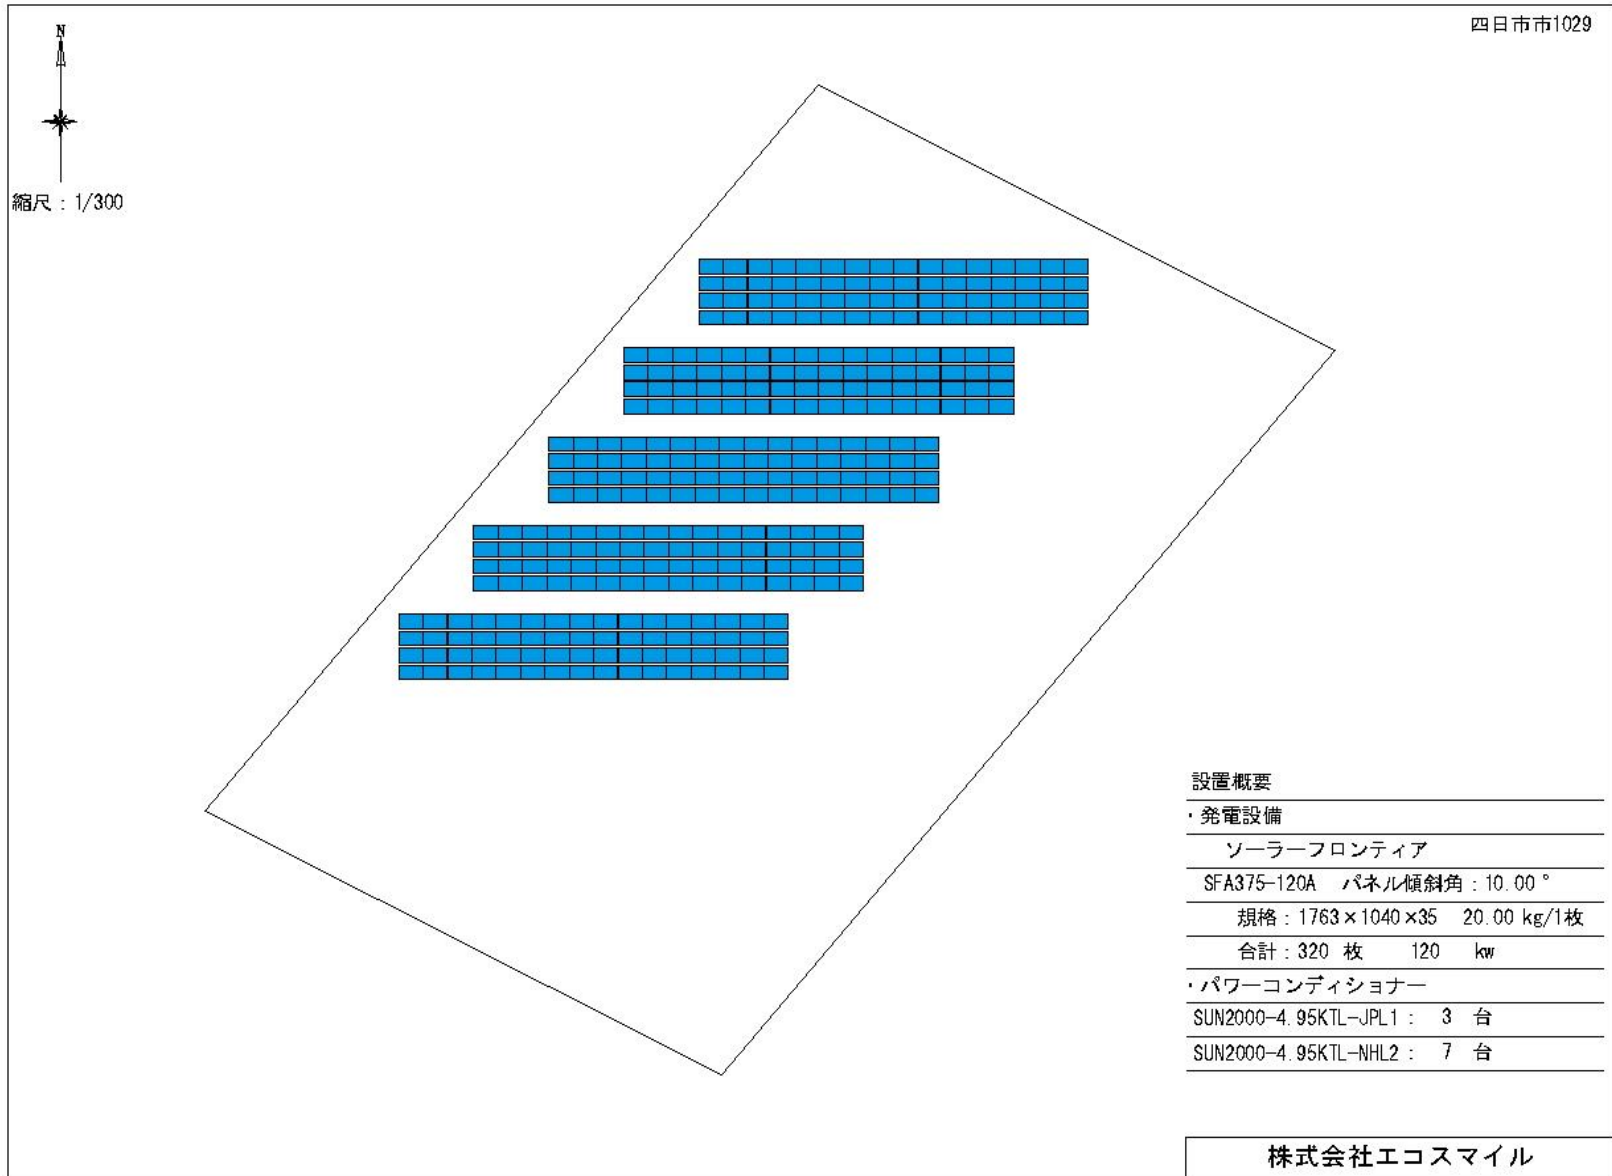 四日市市1029
N
縮尺：1/300
設置概要
・発電設備
ソーラーフロンティア
SFA375-120A パネル傾斜角：10.00°
規格：1763×1040×35 20.00 kg/1枚
合計：320 枚 120 kw
・パワーコンディショナー
SUN2000-4.95KTL-JPL1： 3 台
SUN2000-4.95KTL-NHL2： 7 台
株式会社エコスマイル